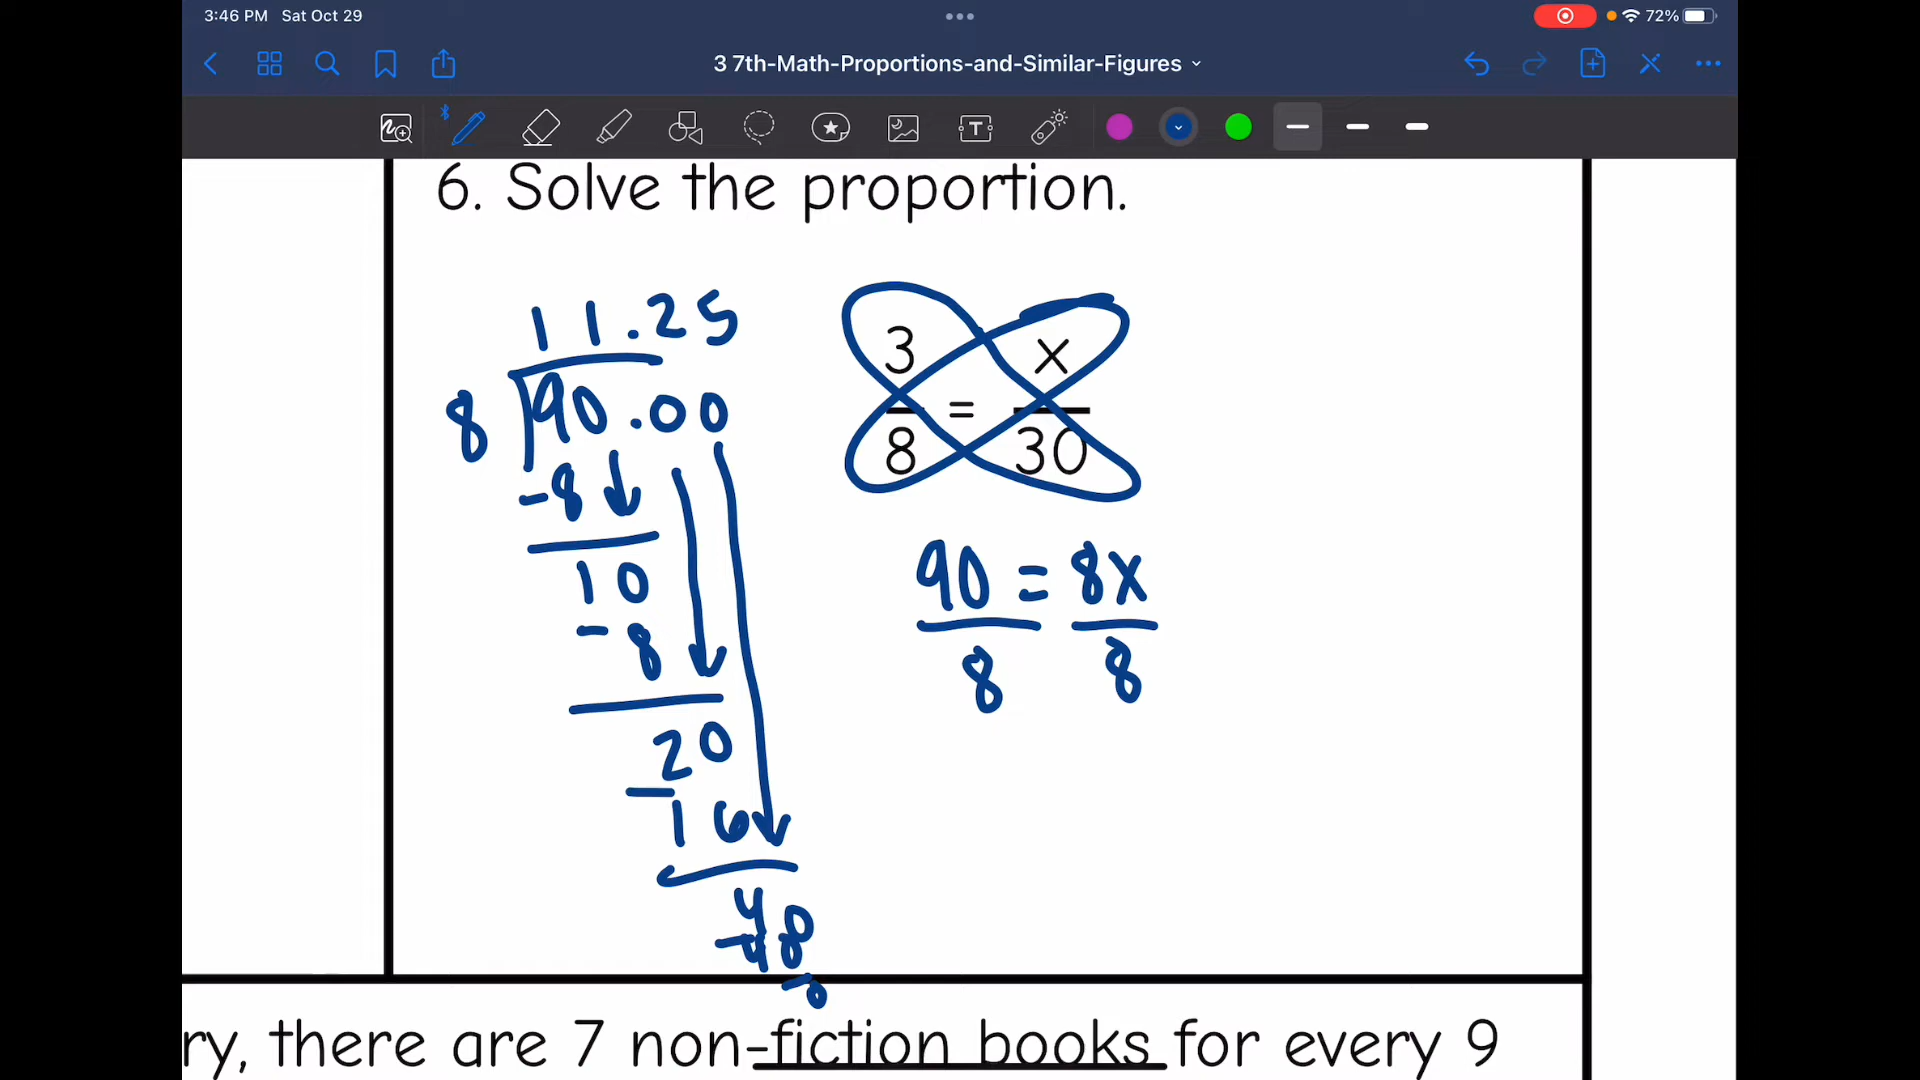 3:46 PM Sat Oct 29
72%
3 7th-Math-Proportions-and-Similar-Figures
6. Solve the proportion.
11.25
8 90.00
-8
10
-8
20
-16
40
-40
0
3 = x
8 30
90 = 8x
8 8
ry, there are 7 non-fiction books for every 9